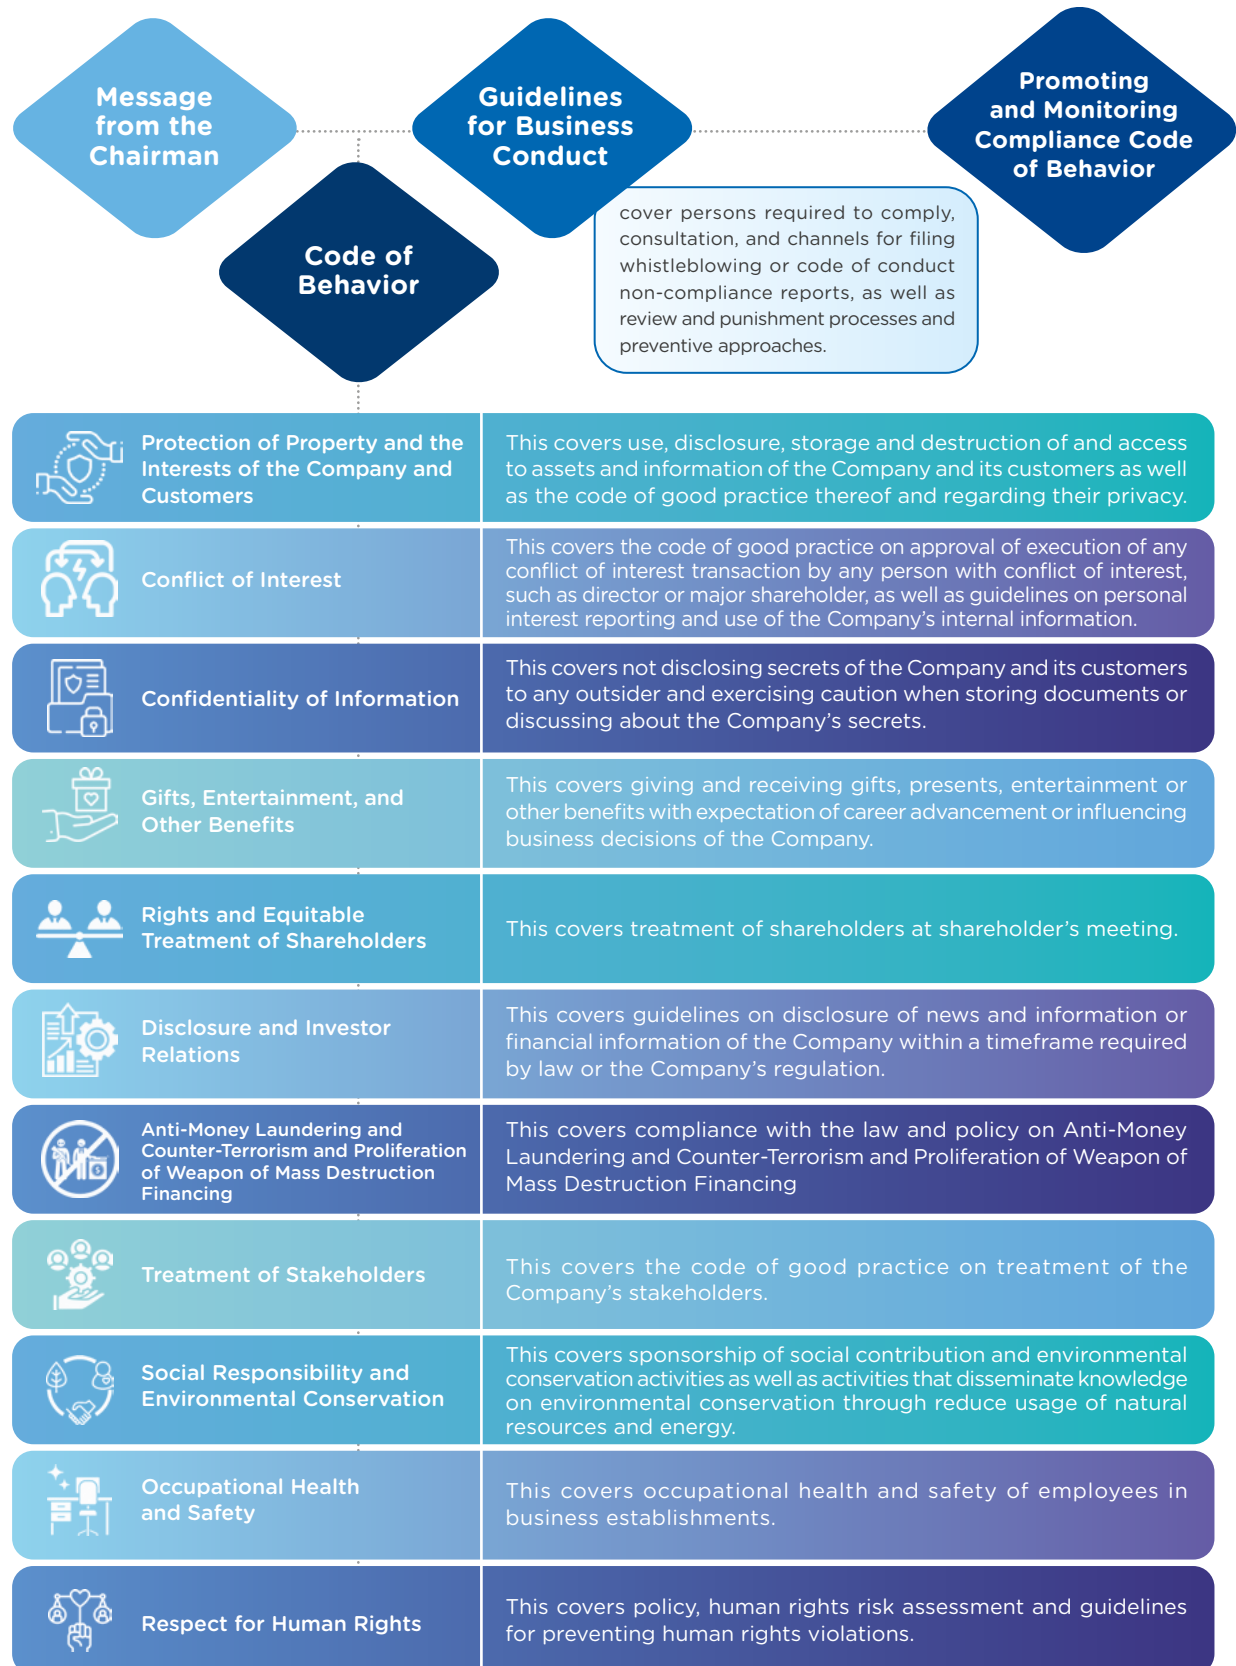 Message
from the
Chairman
Guidelines
for Business
Conduct
Promoting
and Monitoring
Compliance Code
of Behavior
Code of
Behavior
cover persons required to comply,
consultation, and channels for filing
whistleblowing or code of conduct
non-compliance reports, as well as
review and punishment processes and
preventive approaches.
Protection of Property and the
Interests of the Company and
Customers
This covers use, disclosure, storage and destruction of and access
to assets and information of the Company and its customers as well
as the code of good practice thereof and regarding their privacy.
Conflict of Interest
This covers the code of good practice on approval of execution of any
conflict of interest transaction by any person with conflict of interest,
such as director or major shareholder, as well as guidelines on personal
interest reporting and use of the Company's internal information.
Confidentiality of Information
This covers not disclosing secrets of the Company and its customers
to any outsider and exercising caution when storing documents or
discussing about the Company's secrets.
Gifts, Entertainment, and
Other Benefits
This covers giving and receiving gifts, presents, entertainment or
other benefits with expectation of career advancement or influencing
business decisions of the Company.
Rights and Equitable
Treatment of Shareholders
This covers treatment of shareholders at shareholder's meeting.
Disclosure and Investor
Relations
This covers guidelines on disclosure of news and information or
financial information of the Company within a timeframe required
by law or the Company's regulation.
Anti-Money Laundering and
Counter-Terrorism and Proliferation
of Weapon of Mass Destruction
Financing
This covers compliance with the law and policy on Anti-Money
Laundering and Counter-Terrorism and Proliferation of Weapon of
Mass Destruction Financing
Treatment of Stakeholders
This covers the code of good practice on treatment of the
Company's stakeholders.
Social Responsibility and
Environmental Conservation
This covers sponsorship of social contribution and environmental
conservation activities as well as activities that disseminate knowledge
on environmental conservation through reduce usage of natural
resources and energy.
Occupational Health
and Safety
This covers occupational health and safety of employees in
business establishments.
Respect for Human Rights
This covers policy, human rights risk assessment and guidelines
for preventing human rights violations.